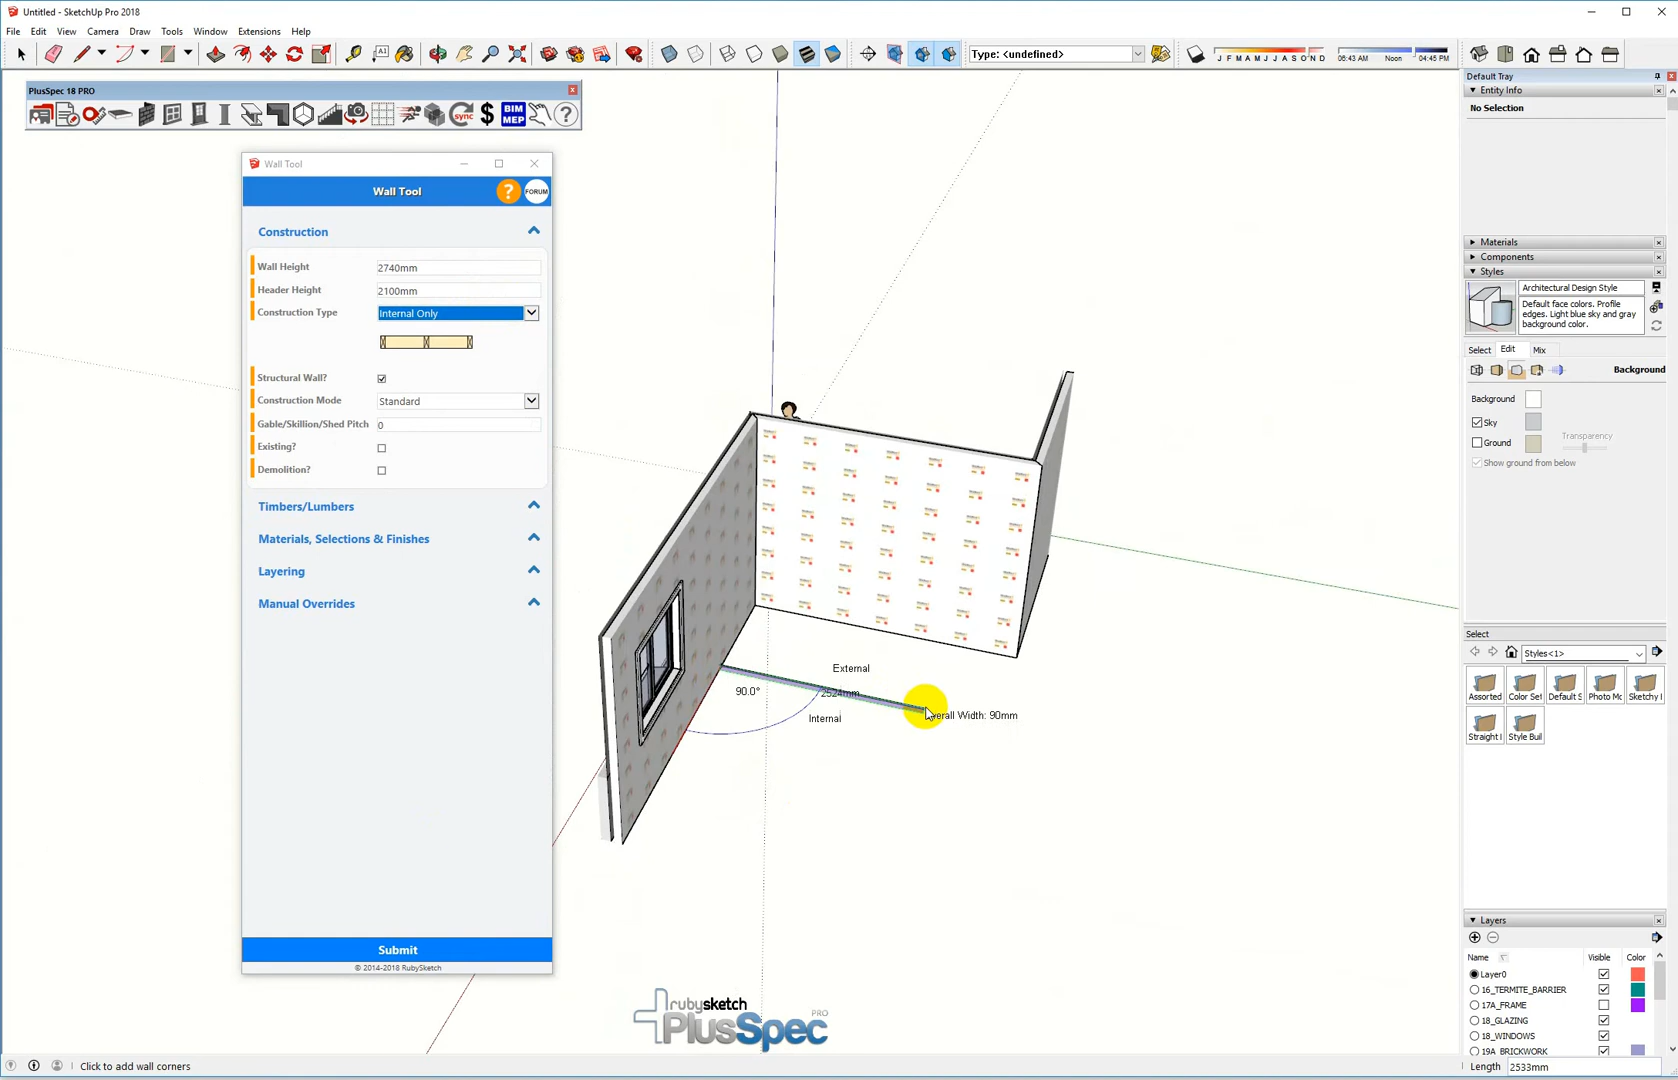 Untitled - SketchUp Pro 2018
File Edit View Camera Draw Tools Window Extensions Help
A1
Type: <undefined>
J F M A M J J A S O N D
06:43 AM Noon 04:45 PM
PlusSpec 18 PRO
sync
$
BIM
MEP
?
Wall Tool
Wall Tool
?
FORUM
Construction
Wall Height 2740mm
Header Height 2100mm
Construction Type Internal Only
Structural Wall?
Construction Mode Standard
Gable/Skillion/Shed Pitch 0
Existing?
Demolition?
Timbers/Lumbers
Materials, Selections & Finishes
Layering
Manual Overrides
Submit
© 2014-2018 RubySketch
External
90.0°
2524mm
Internal
erall Width: 90mm
rubysketch
PlusSpec
PRO
Default Tray
Entity Info
No Selection
Materials
Components
Styles
Architectural Design Style
Default face colors. Profile
edges. Light blue sky and gray
background color.
Select Edit Mix
Background
Background
Sky
Ground
Transparency
Show ground from below
Select
Styles<1>
Assorted Color Set Default S Photo Mo Sketchy I
Straight I Style Buil
Layers
Name Visible Color
Layer0
16_TERMITE_BARRIER
17A_FRAME
18_GLAZING
18_WINDOWS
19A_BRICKWORK
Click to add wall corners
Length 2533mm